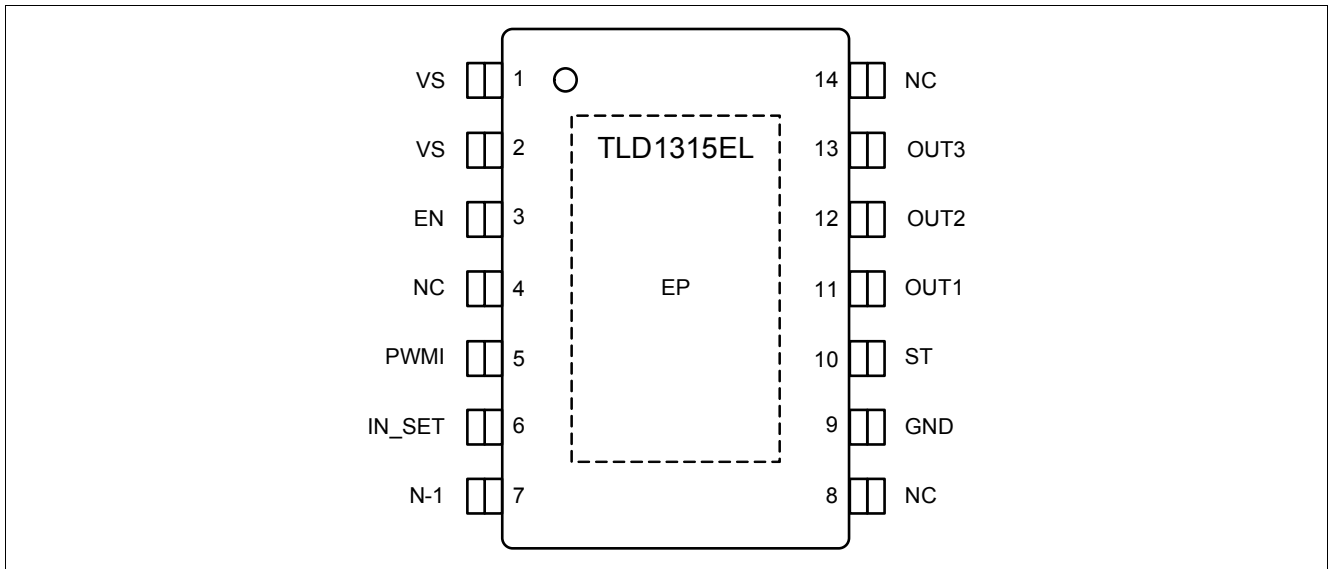 VS 1 14 NC
VS 2 TLD1315EL 13 OUT3
EN 3 12 OUT2
NC 4 EP 11 OUT1
PWMI 5 10 ST
IN_SET 6 9 GND
N-1 7 8 NC